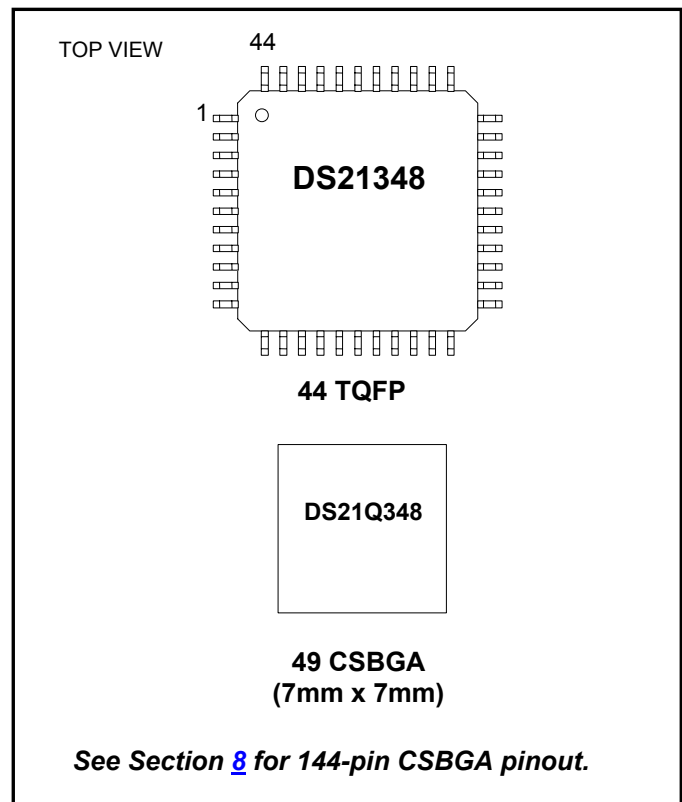 TOP VIEW
44
1
DS21348
44 TQFP
DS21Q348
49 CSBGA
(7mm x 7mm)
See Section 8 for 144-pin CSBGA pinout.